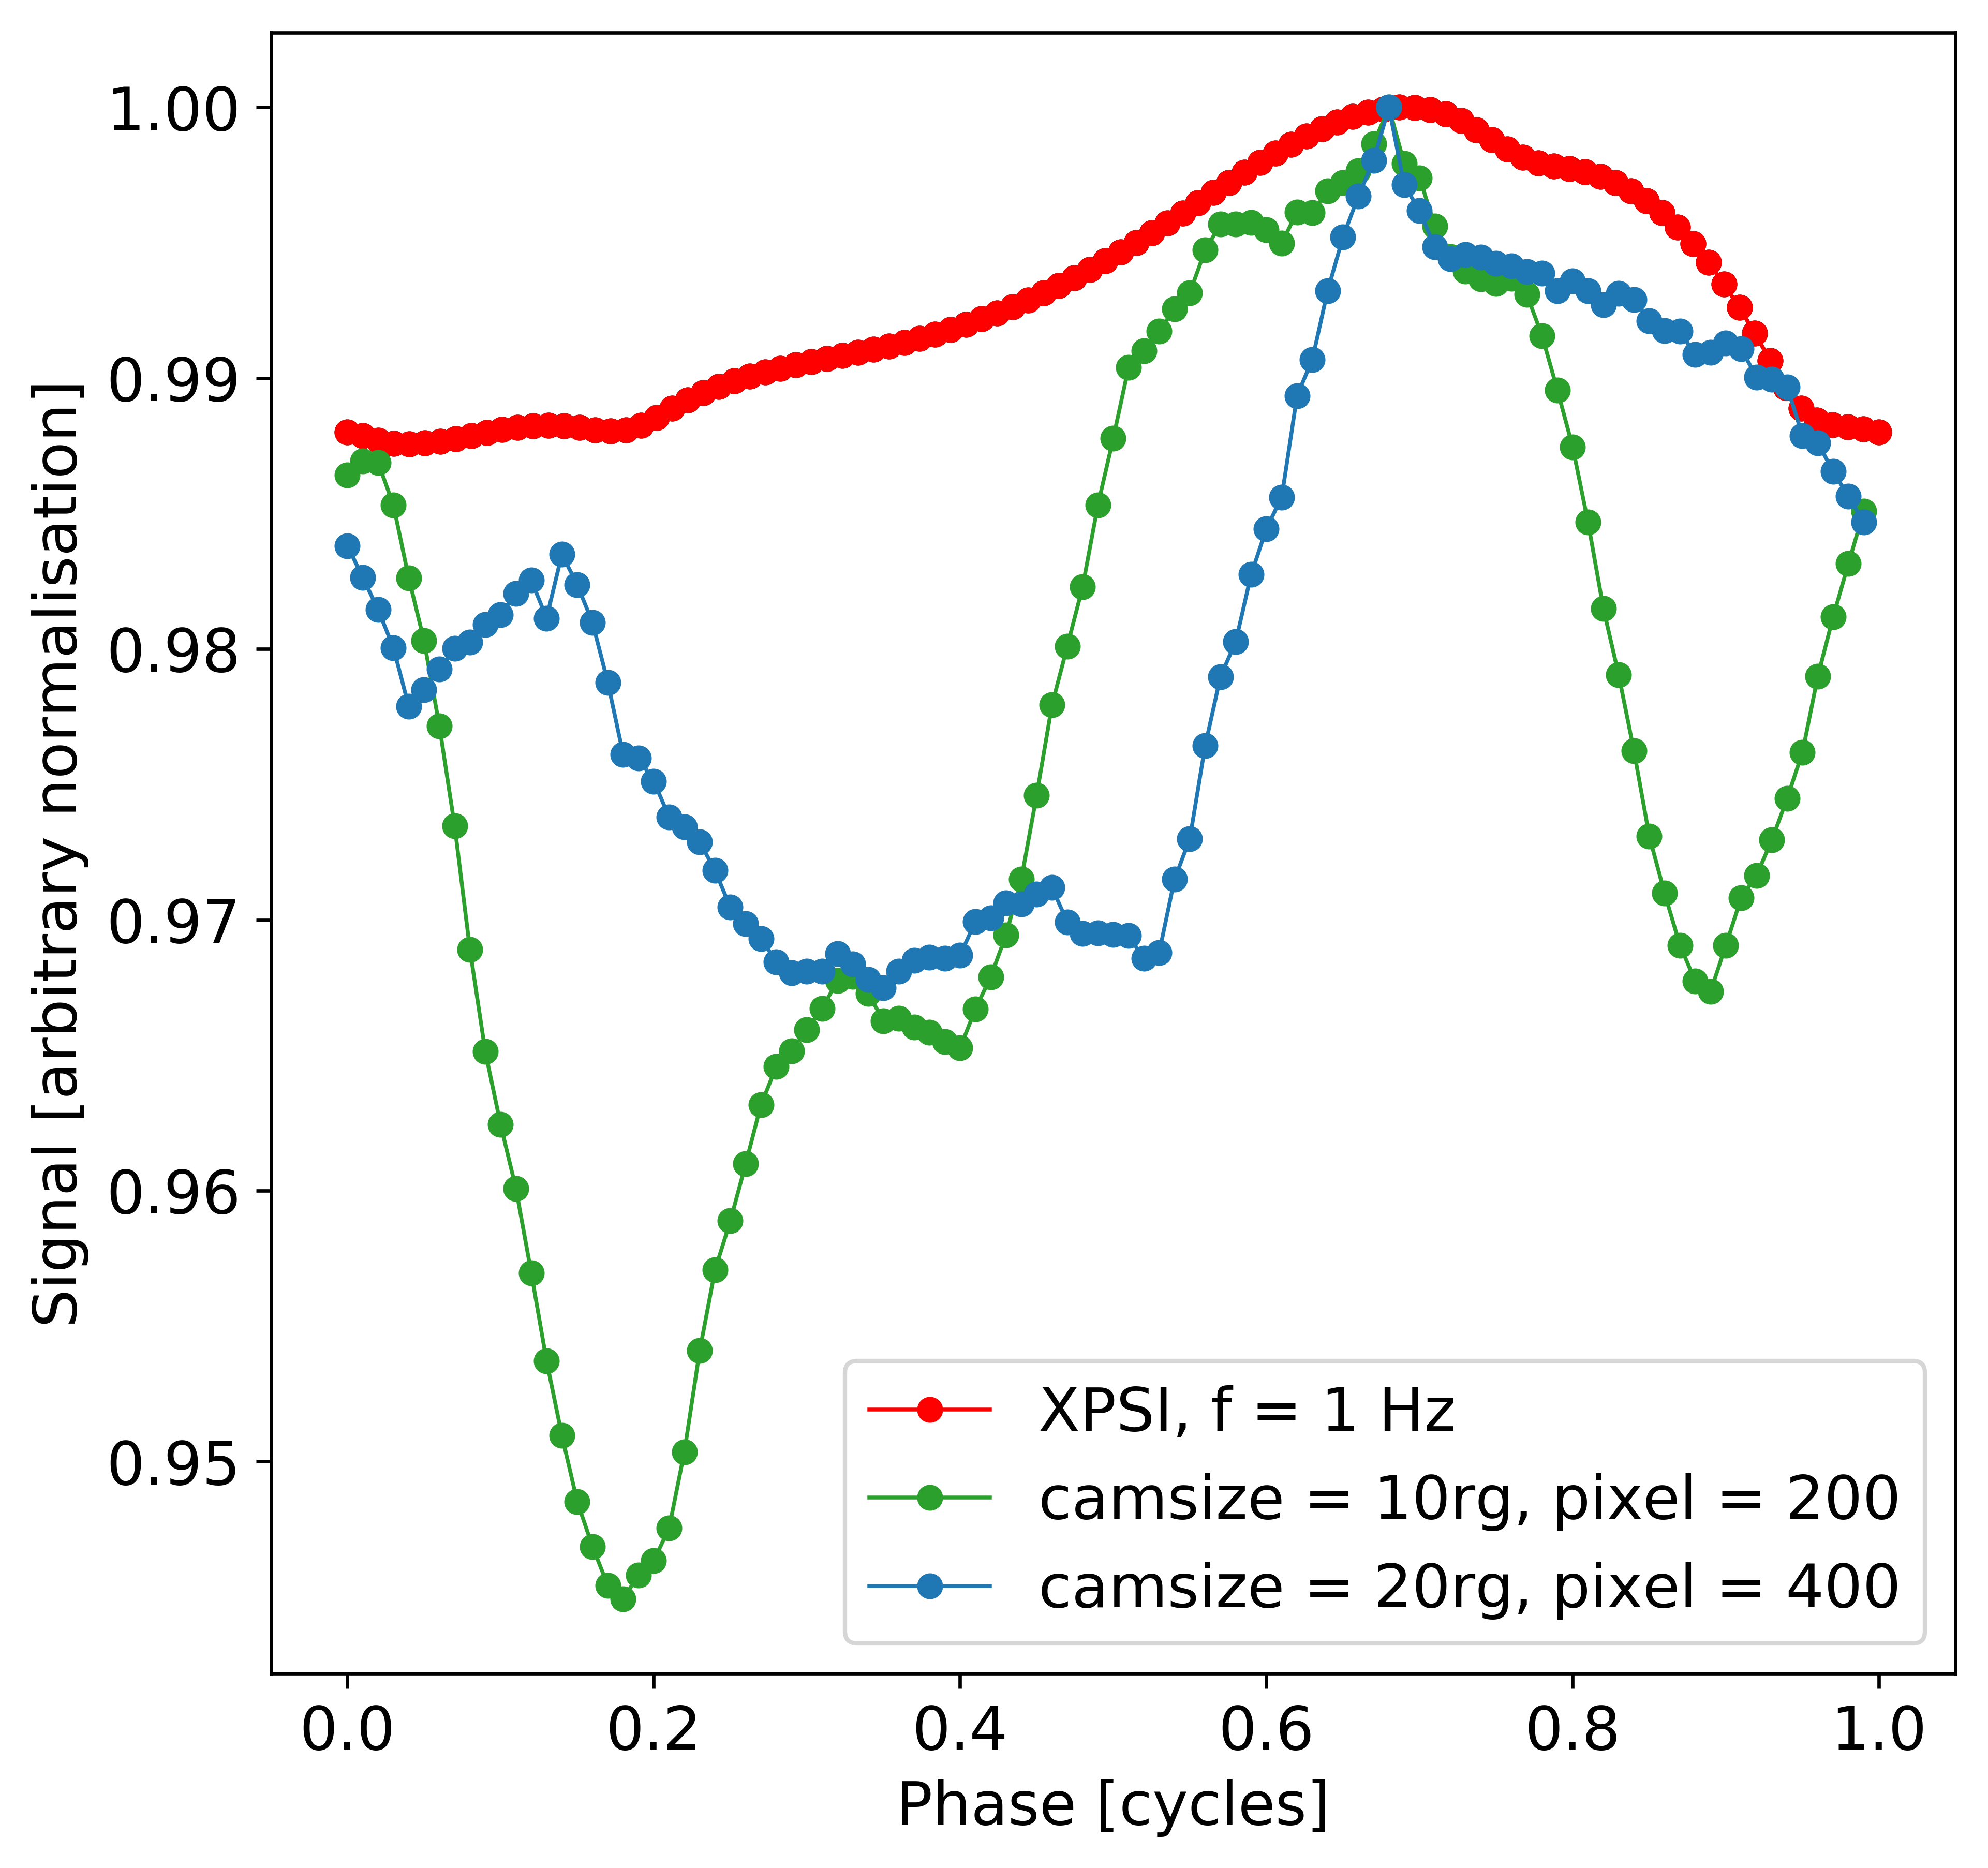 Signal [arbitrary normalisation]
1.00
0.99
0.98
0.97
0.96
0.95
XPSI, f = 1 Hz
camsize = 10rg, pixel = 200
camsize = 20rg, pixel = 400
0.0 0.2 0.4 0.6 0.8 1.0
Phase [cycles]